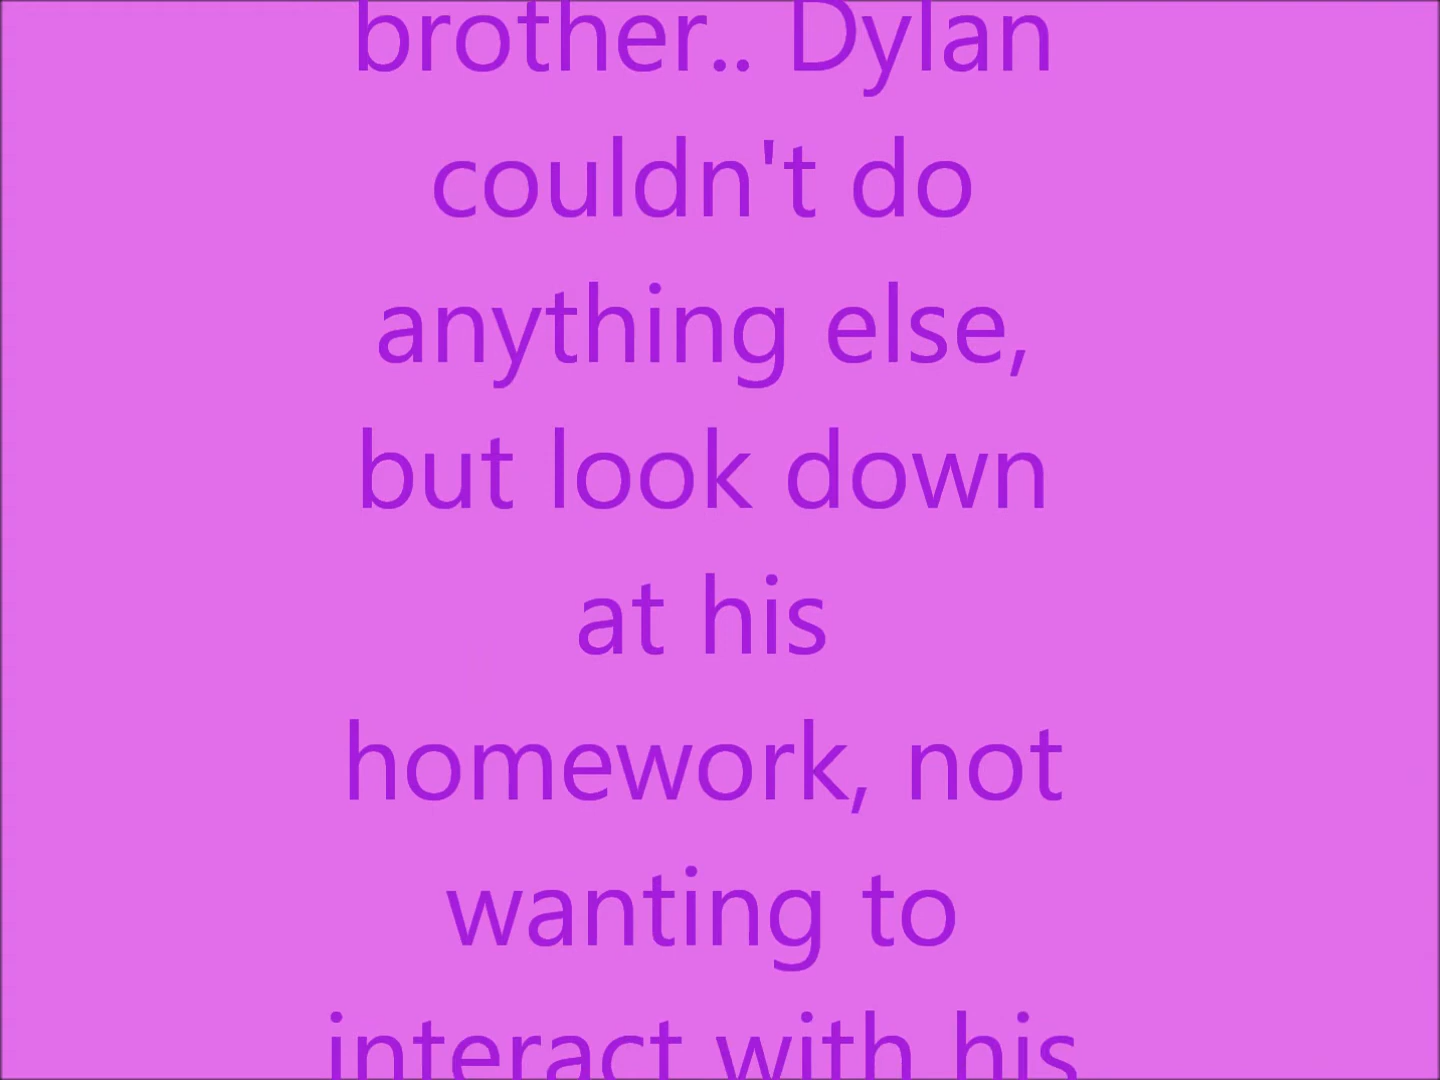 brother.. Dylan
couldn't do
anything else,
but look down
at his
homework, not
wanting to
interact with his